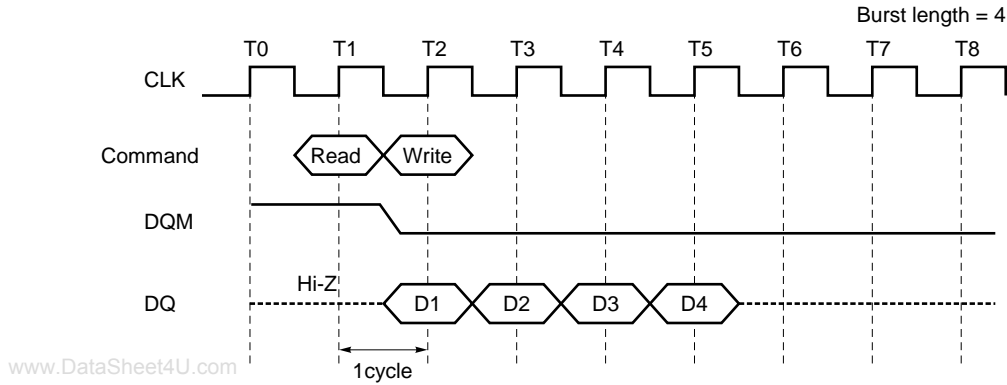 Burst length = 4
T0 T1 T2 T3 T4 T5 T6 T7 T8
CLK
Command Read Write
DQM
Hi-Z
DQ D1 D2 D3 D4
1cycle
www.DataSheet4U.com